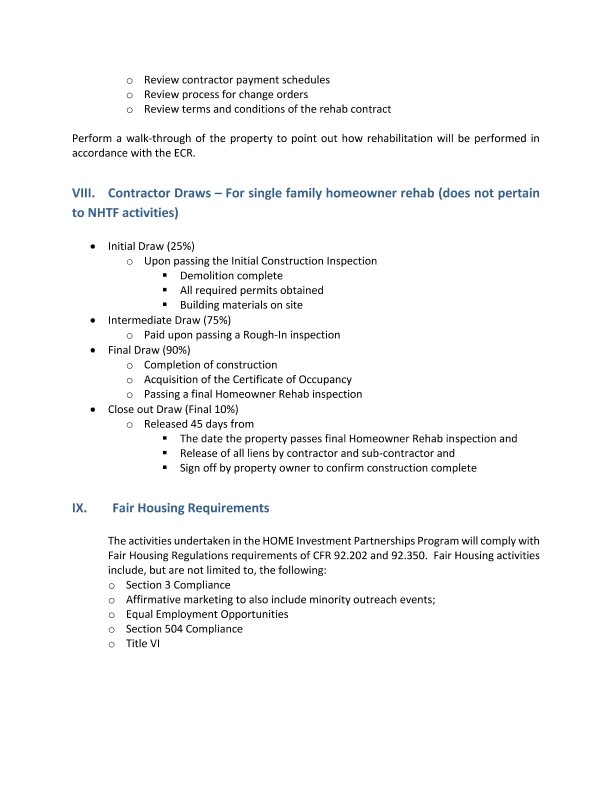 o Review contractor payment schedules
o Review process for change orders
o Review terms and conditions of the rehab contract
Perform a walk-through of the property to point out how rehabilitation will be performed in
accordance with the ECR.
VIII. Contractor Draws – For single family homeowner rehab (does not pertain
to NHTF activities)
• Initial Draw (25%)
o Upon passing the Initial Construction Inspection
▪ Demolition complete
▪ All required permits obtained
▪ Building materials on site
• Intermediate Draw (75%)
o Paid upon passing a Rough-In inspection
• Final Draw (90%)
o Completion of construction
o Acquisition of the Certificate of Occupancy
o Passing a final Homeowner Rehab inspection
• Close out Draw (Final 10%)
o Released 45 days from
▪ The date the property passes final Homeowner Rehab inspection and
▪ Release of all liens by contractor and sub-contractor and
▪ Sign off by property owner to confirm construction complete
IX. Fair Housing Requirements
The activities undertaken in the HOME Investment Partnerships Program will comply with
Fair Housing Regulations requirements of CFR 92.202 and 92.350. Fair Housing activities
include, but are not limited to, the following:
o Section 3 Compliance
o Affirmative marketing to also include minority outreach events;
o Equal Employment Opportunities
o Section 504 Compliance
o Title VI